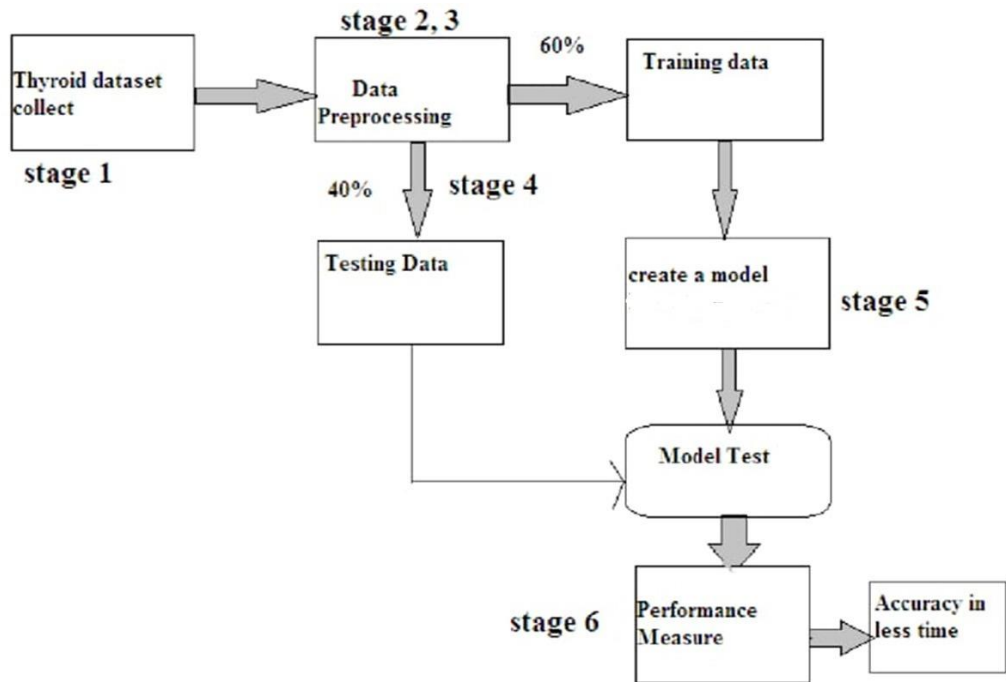 stage 2, 3
60%
Thyroid dataset
collect
Data
Preprocessing
Training data
stage 1
40%
stage 4
Testing Data
create a model
stage 5
Model Test
stage 6
Performance
Measure
Accuracy in
less time